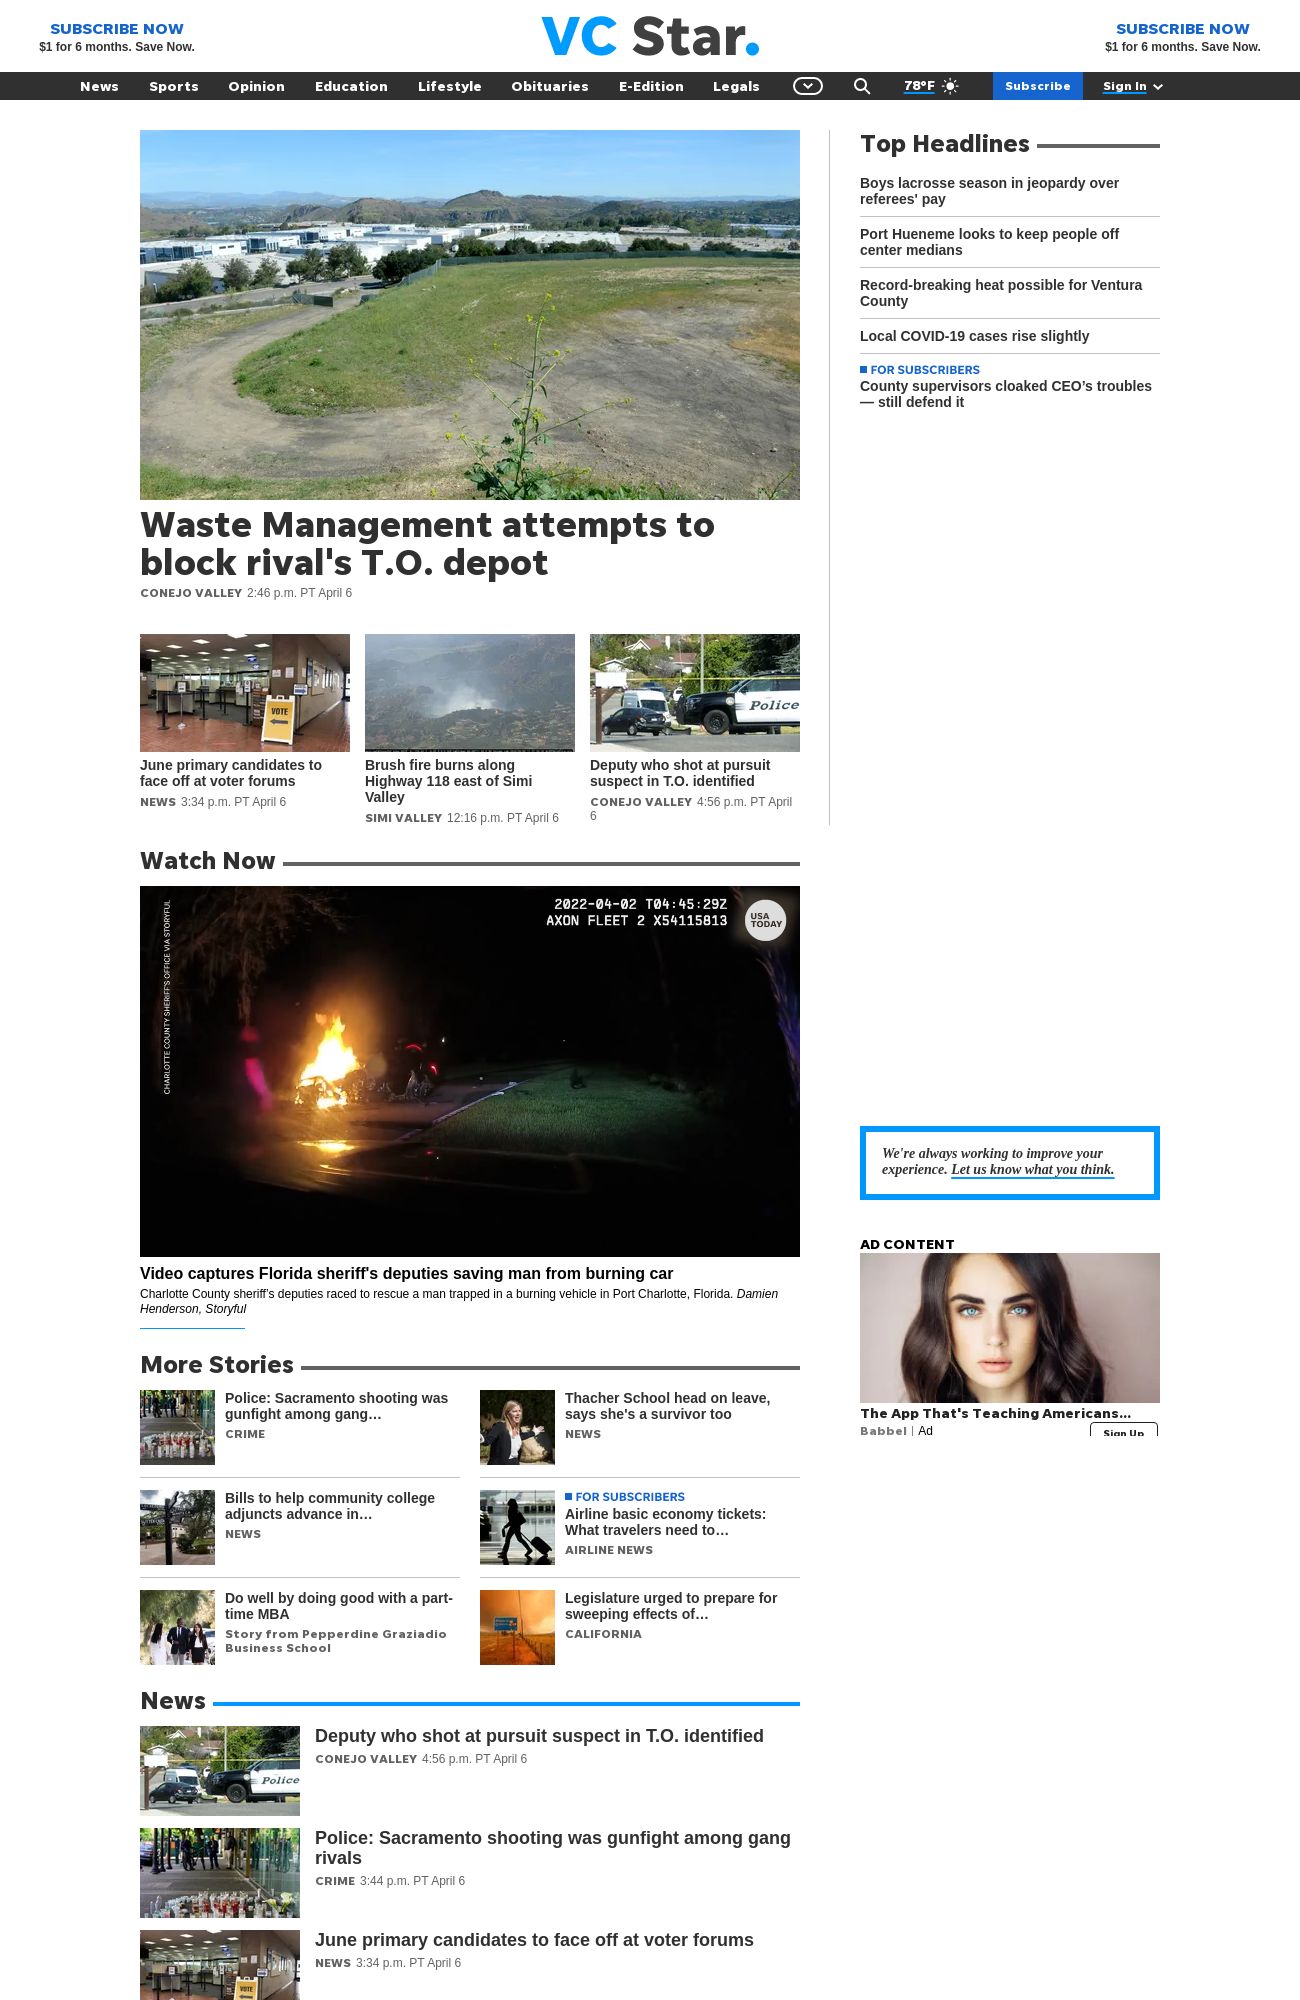 SUBSCRIBE NOW
$1 for 6 months. Save Now.
VC Star.
SUBSCRIBE NOW
$1 for 6 months. Save Now.
News Sports Opinion Education Lifestyle Obituaries E-Edition Legals 78°F Subscribe Sign In
Waste Management attempts to
block rival's T.O. depot
CONEJO VALLEY 2:46 p.m. PT April 6
VOTE
June primary candidates to
face off at voter forums
NEWS 3:34 p.m. PT April 6
Brush fire burns along
Highway 118 east of Simi
Valley
SIMI VALLEY 12:16 p.m. PT April 6
Police
Deputy who shot at pursuit
suspect in T.O. identified
CONEJO VALLEY 4:56 p.m. PT April
6
Top Headlines
Boys lacrosse season in jeopardy over
referees' pay
Port Hueneme looks to keep people off
center medians
Record-breaking heat possible for Ventura
County
Local COVID-19 cases rise slightly
FOR SUBSCRIBERS
County supervisors cloaked CEO’s troubles
— still defend it
Watch Now
CHARLOTTE COUNTY SHERIFF'S OFFICE VIA STORYFUL
2022-04-02 T04:45:29Z
AXON FLEET 2 X54115813
USA
TODAY
Video captures Florida sheriff's deputies saving man from burning car
Charlotte County sheriff’s deputies raced to rescue a man trapped in a burning vehicle in Port Charlotte, Florida. Damien
Henderson, Storyful
We're always working to improve your
experience. Let us know what you think.
AD CONTENT
The App That's Teaching Americans...
Babbel | Ad
Sign Up
More Stories
Police: Sacramento shooting was
gunfight among gang…
CRIME
Thacher School head on leave,
says she's a survivor too
NEWS
Bills to help community college
adjuncts advance in…
NEWS
FOR SUBSCRIBERS
Airline basic economy tickets:
What travelers need to…
AIRLINE NEWS
Do well by doing good with a part-
time MBA
Story from Pepperdine Graziadio
Business School
Legislature urged to prepare for
sweeping effects of…
CALIFORNIA
News
Police
Deputy who shot at pursuit suspect in T.O. identified
CONEJO VALLEY 4:56 p.m. PT April 6
Police: Sacramento shooting was gunfight among gang
rivals
CRIME 3:44 p.m. PT April 6
VOTE
June primary candidates to face off at voter forums
NEWS 3:34 p.m. PT April 6